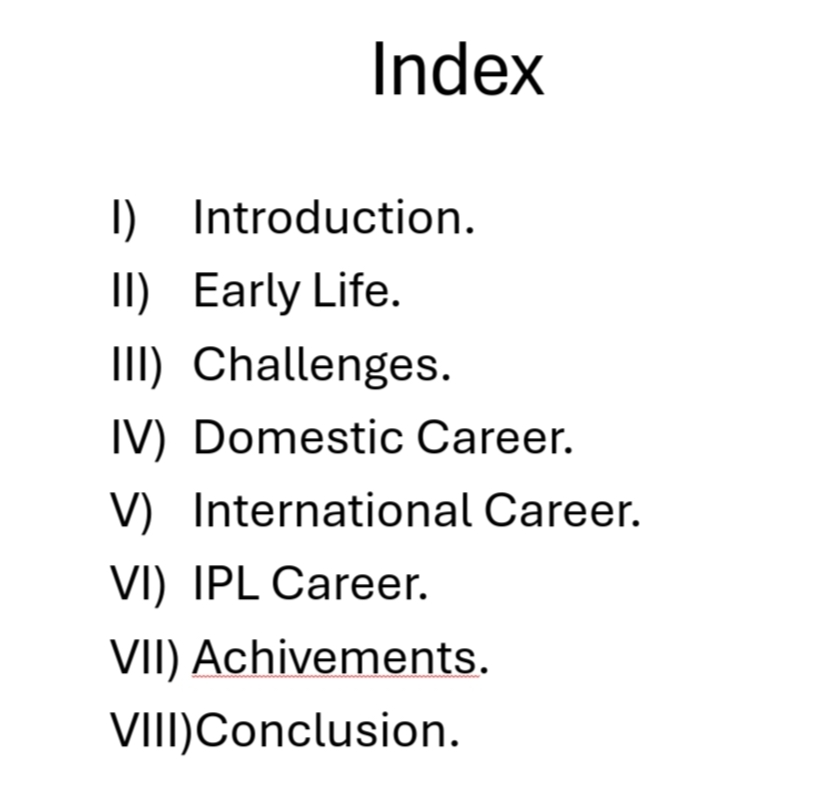 Index
I) Introduction.
II) Early Life.
III) Challenges.
IV) Domestic Career.
V) International Career.
VI) IPL Career.
VII) Achivements.
VIII)Conclusion.